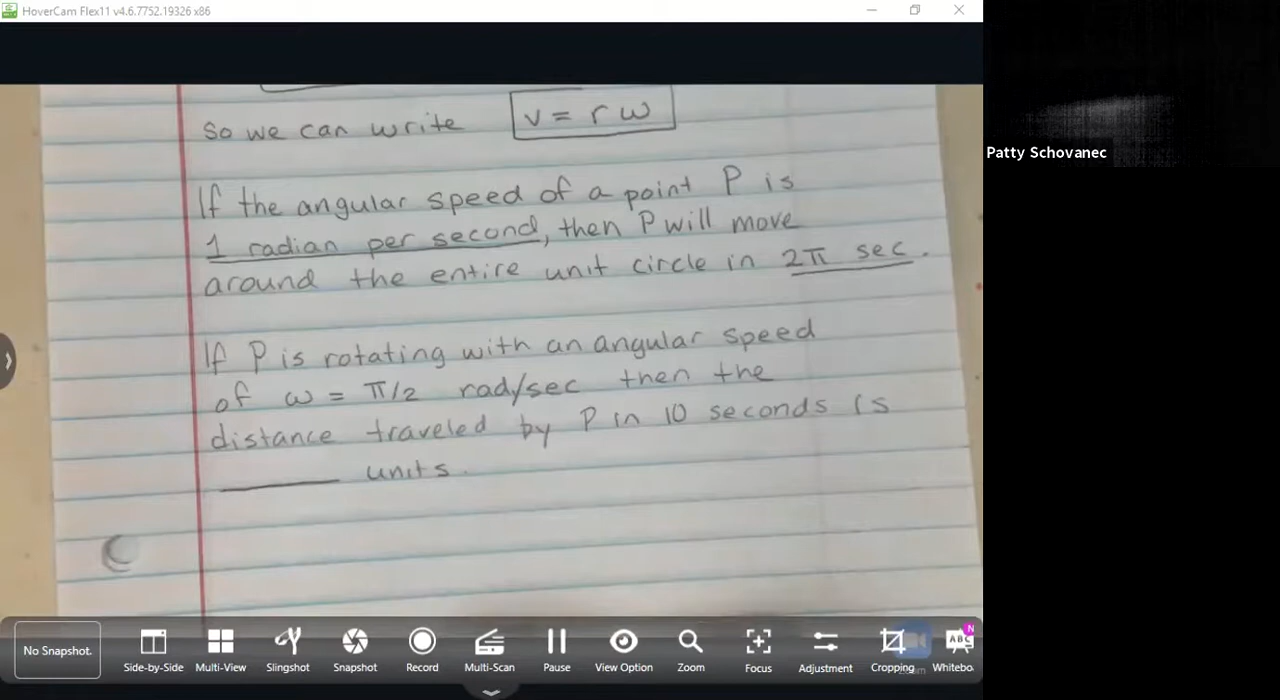 HoverCam Flex11 v4.6.7752.19326 x86
so we can write v = r ω
Patty Schovanec
If the angular speed of a point P is
1 radian per second, then P will move
around the entire unit circle in 2π sec.
If P is rotating with an angular speed
of ω = π/2 rad/sec then the
distance traveled by P in 10 seconds is
______ units.
No Snapshot.
Side-by-Side Multi-View Slingshot Snapshot Record Multi-Scan Pause View Option Zoom Focus Adjustment Cropping Whitebo
ABC
N